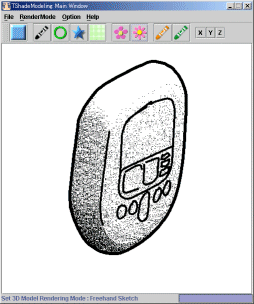 TShadeModeling Main Window
File RenderMode Option Help
X Y Z
Set 3D Model Rendering Mode : Freehand Sketch